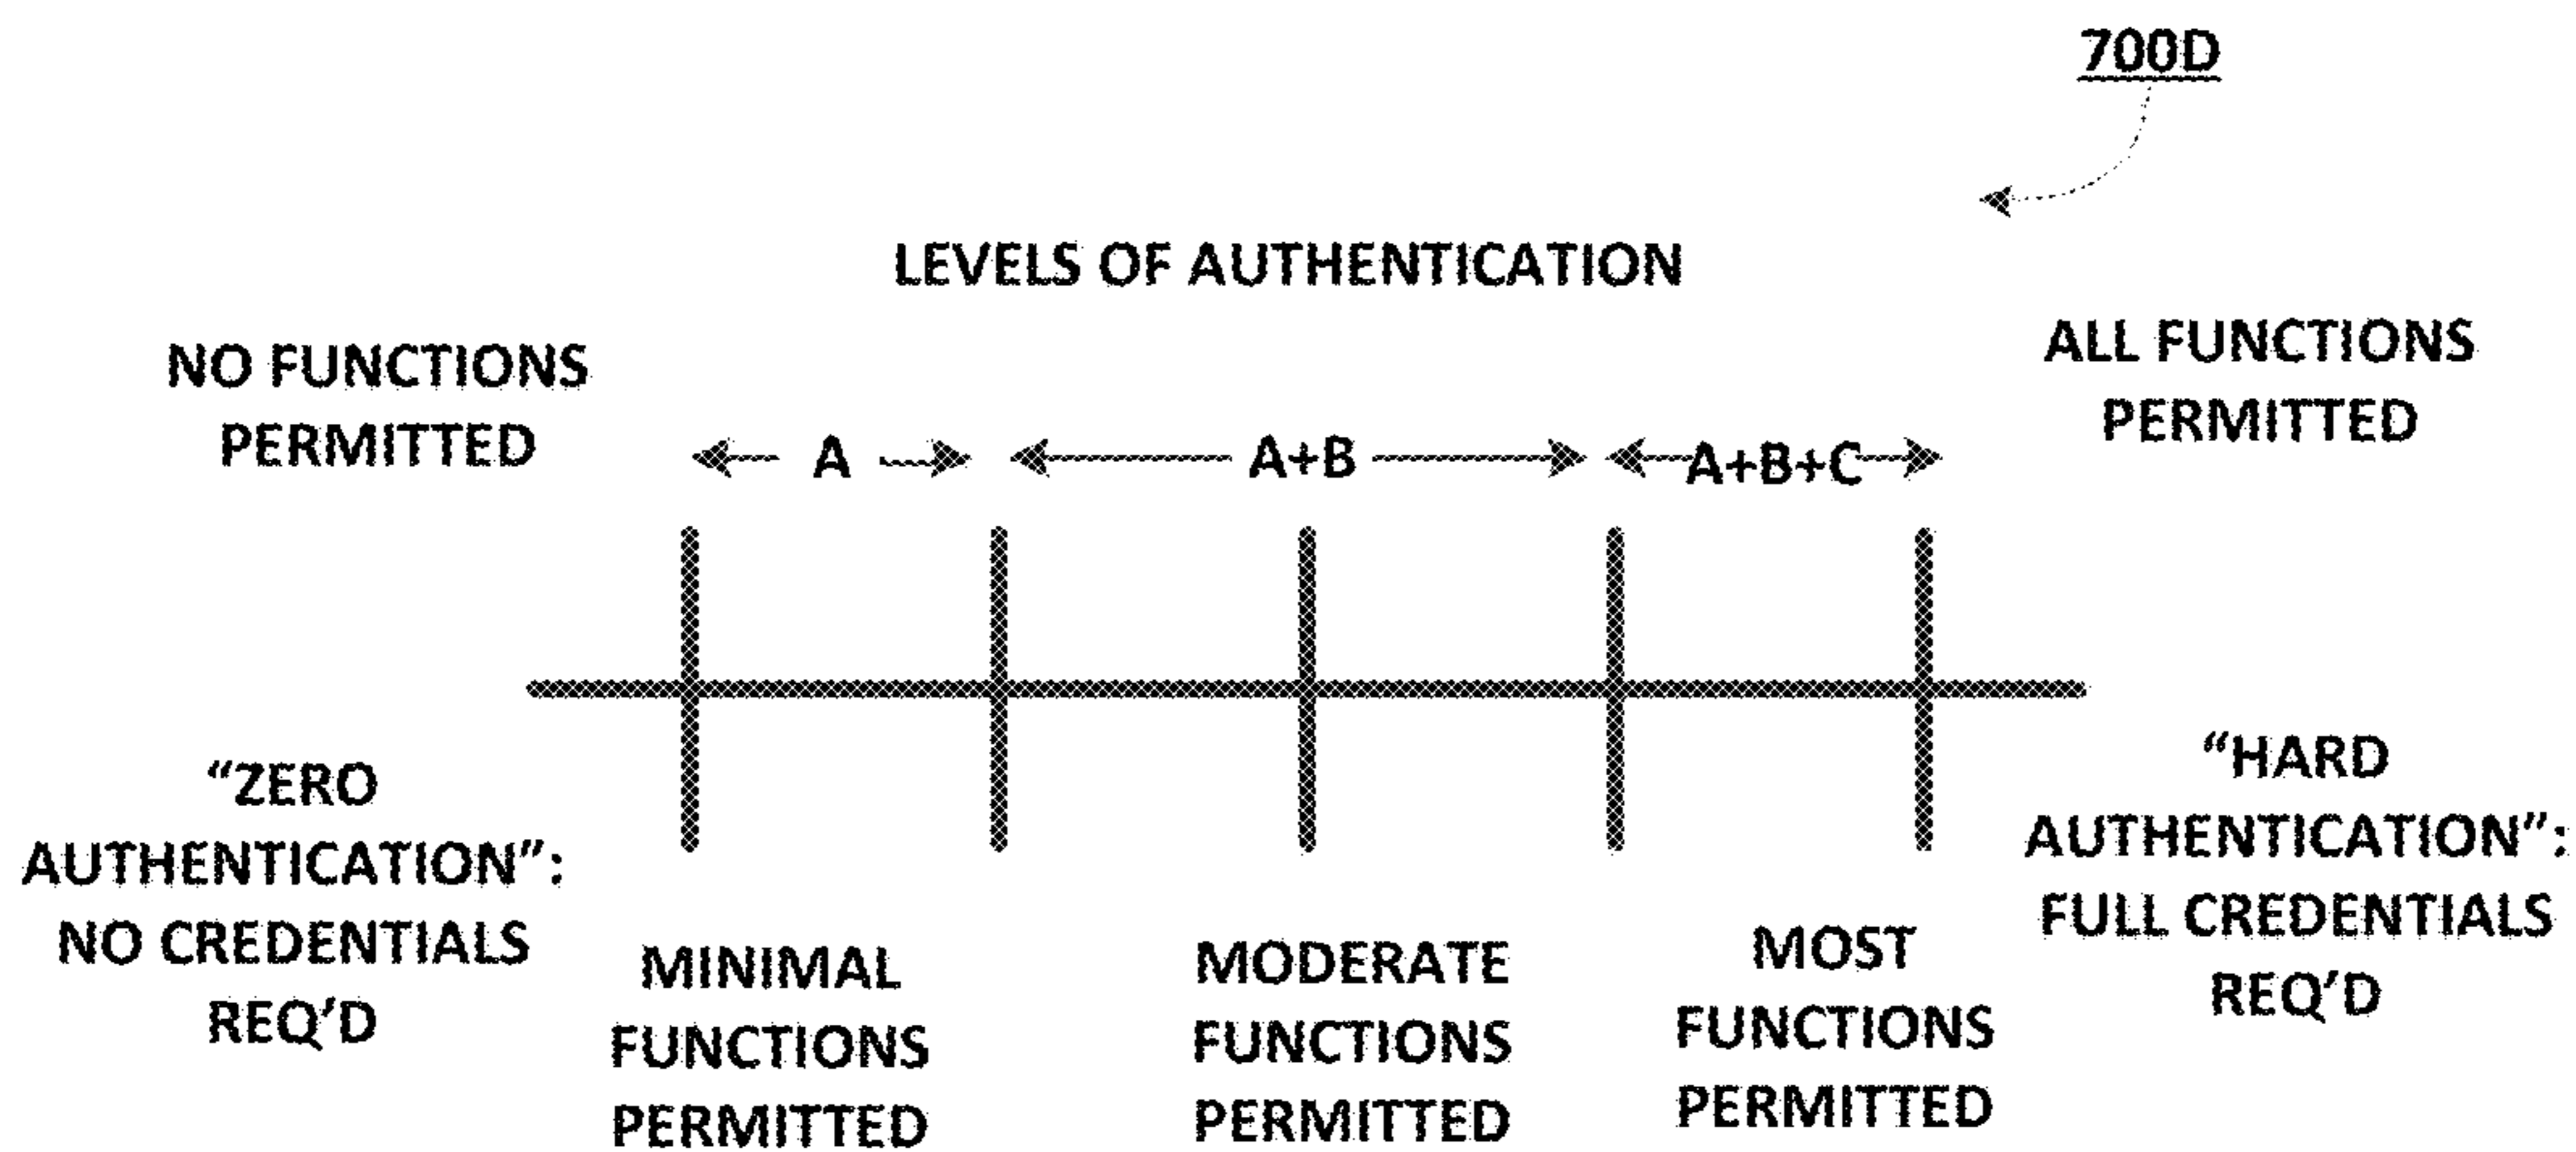 700D
LEVELS OF AUTHENTICATION
NO FUNCTIONS
PERMITTED
ALL FUNCTIONS
PERMITTED
A
A+B
A+B+C
“ZERO
AUTHENTICATION”:
NO CREDENTIALS
REQ’D
MINIMAL
FUNCTIONS
PERMITTED
MODERATE
FUNCTIONS
PERMITTED
MOST
FUNCTIONS
PERMITTED
“HARD
AUTHENTICATION”:
FULL CREDENTIALS
REQ’D